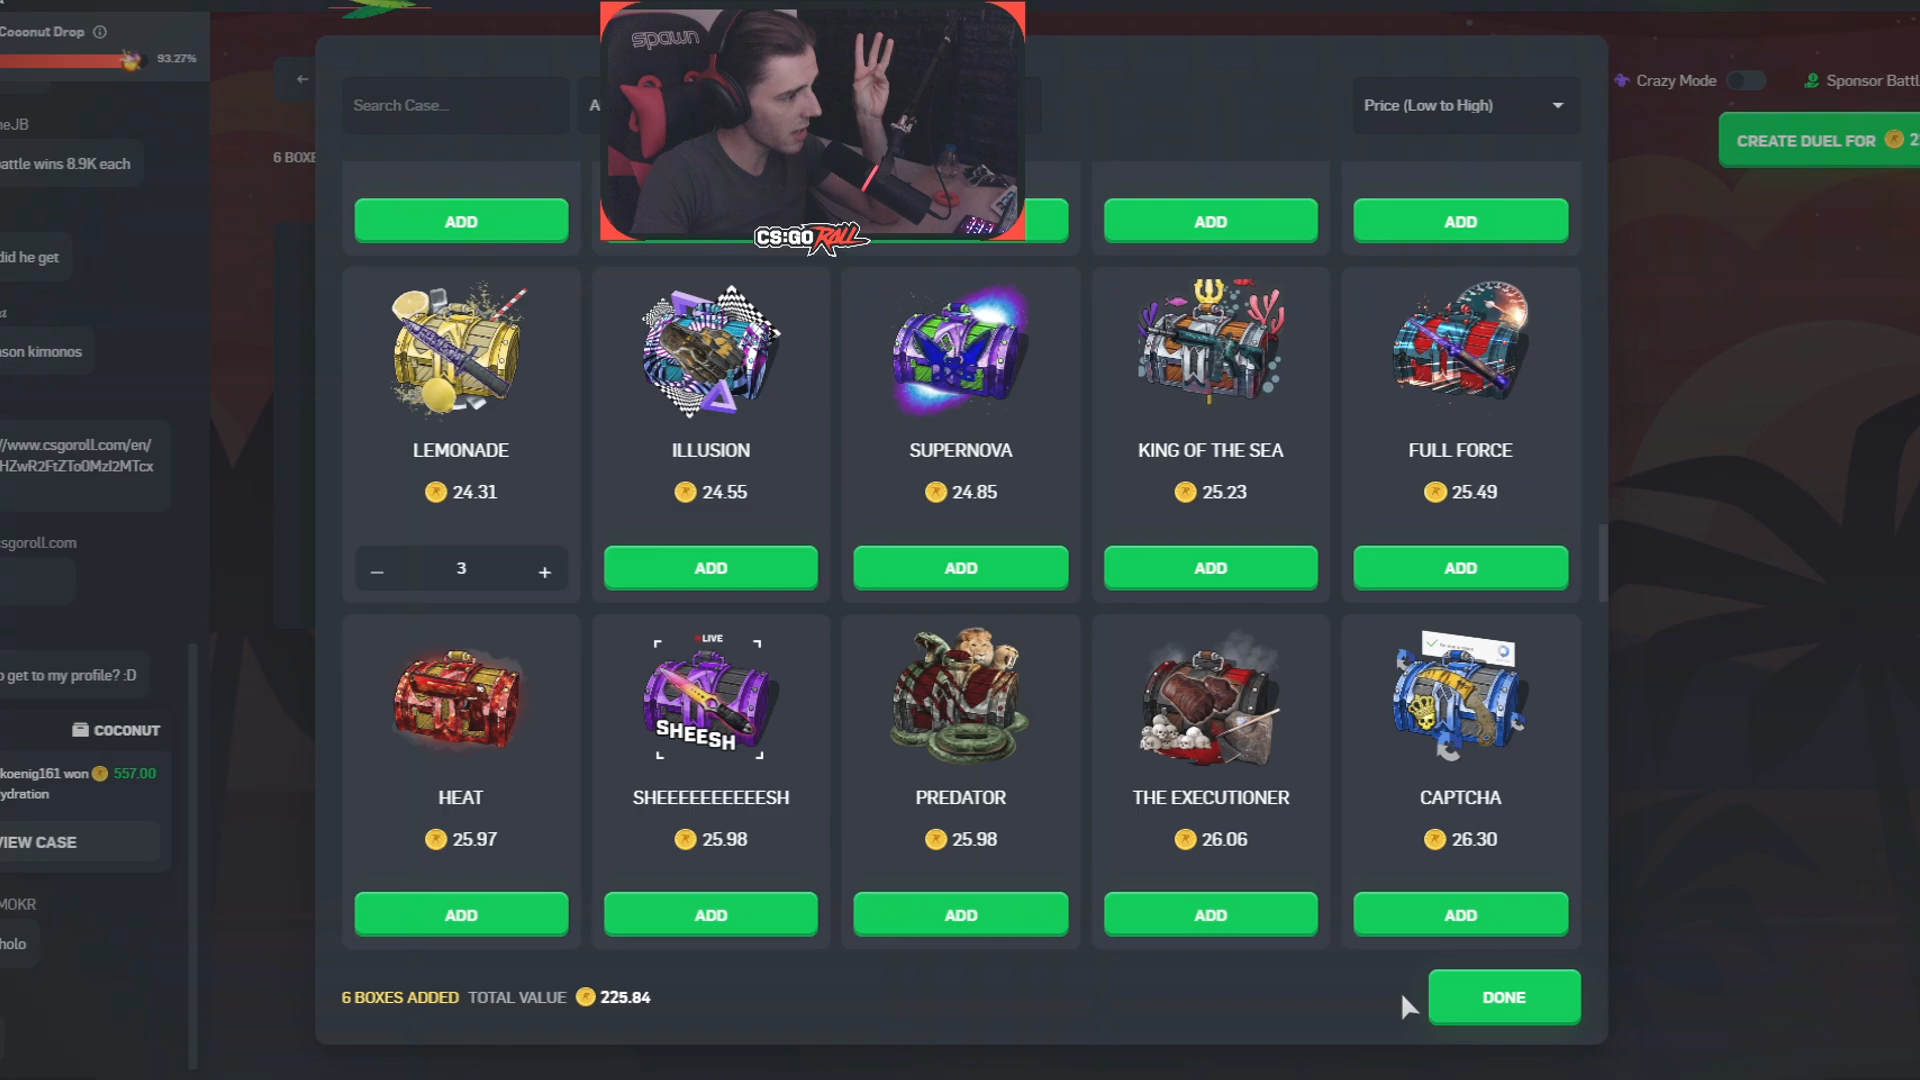 Coconut Drop
93.27%
neJB
attle wins 8.9K each
did he get
a
ason kimonos
//www.csgoroll.com/en/
HZwR2FtZTo0MzI2MTcx
sgoroll.com
o get to my profile? :D
COCONUT
koenig161 won 557.00
ydration
VIEW CASE
MOKR
holo
6 BOXE
Search Case...
A
spawn
CS:GO ROLL
Price (Low to High)
Crazy Mode
Sponsor Battl
CREATE DUEL FOR 2
ADD
ADD
ADD
LEMONADE
24.31
3
ILLUSION
24.55
ADD
SUPERNOVA
24.85
ADD
KING OF THE SEA
25.23
ADD
FULL FORCE
25.49
ADD
HEAT
25.97
ADD
LIVE
SHEESH
SHEEEEEEEEEESH
25.98
ADD
PREDATOR
25.98
ADD
THE EXECUTIONER
26.06
ADD
CAPTCHA
26.30
ADD
6 BOXES ADDED TOTAL VALUE 225.84
DONE